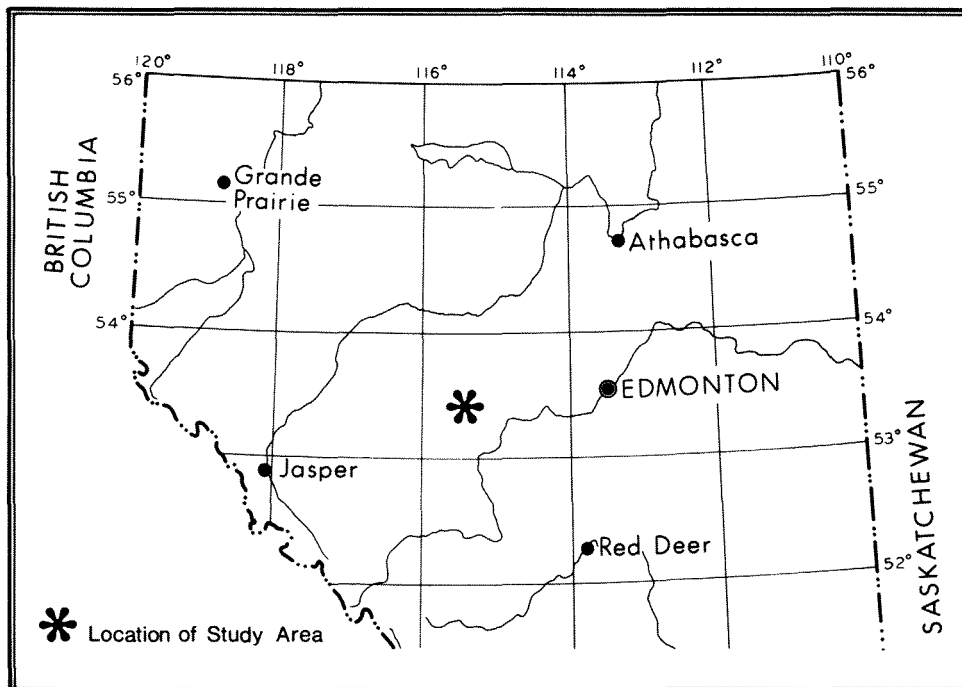 120°
118°
116°
114°
112°
110°
56°
56°
BRITISH
COLUMBIA
Grande
Prairie
55°
55°
Athabasca
54°
54°
EDMONTON
53°
Jasper
Red Deer
52°
SASKATCHEWAN
Location of Study Area